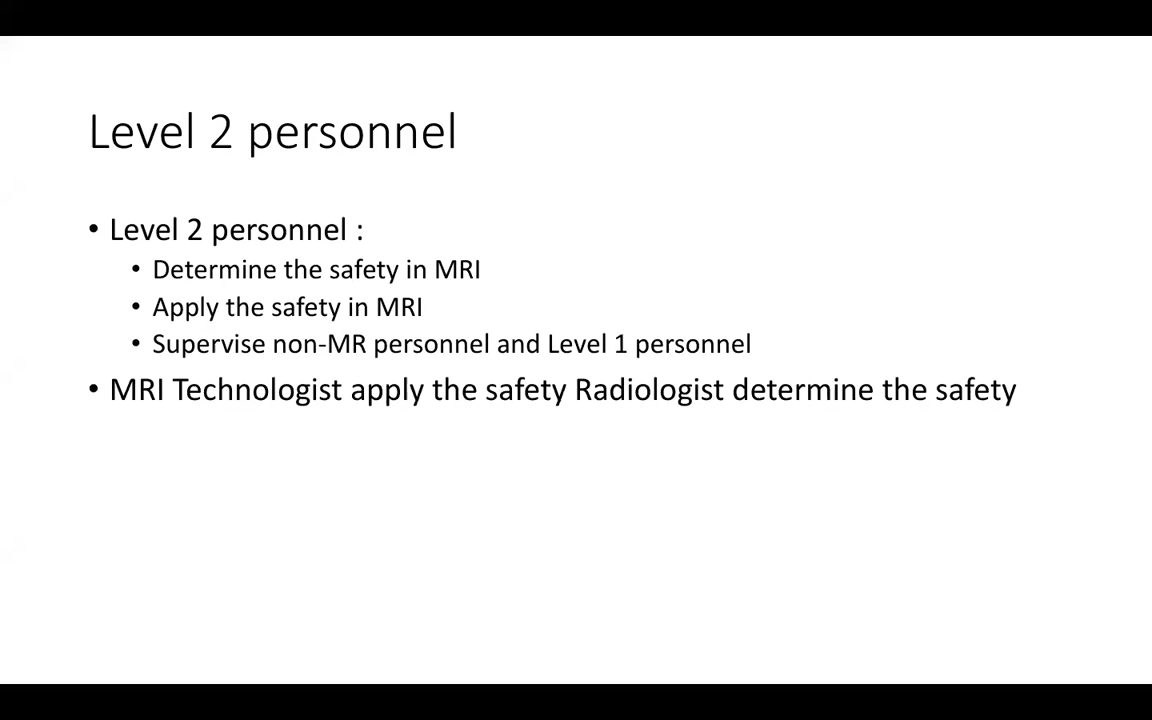 Level 2 personnel
• Level 2 personnel :
• Determine the safety in MRI
• Apply the safety in MRI
• Supervise non-MR personnel and Level 1 personnel
• MRI Technologist apply the safety Radiologist determine the safety